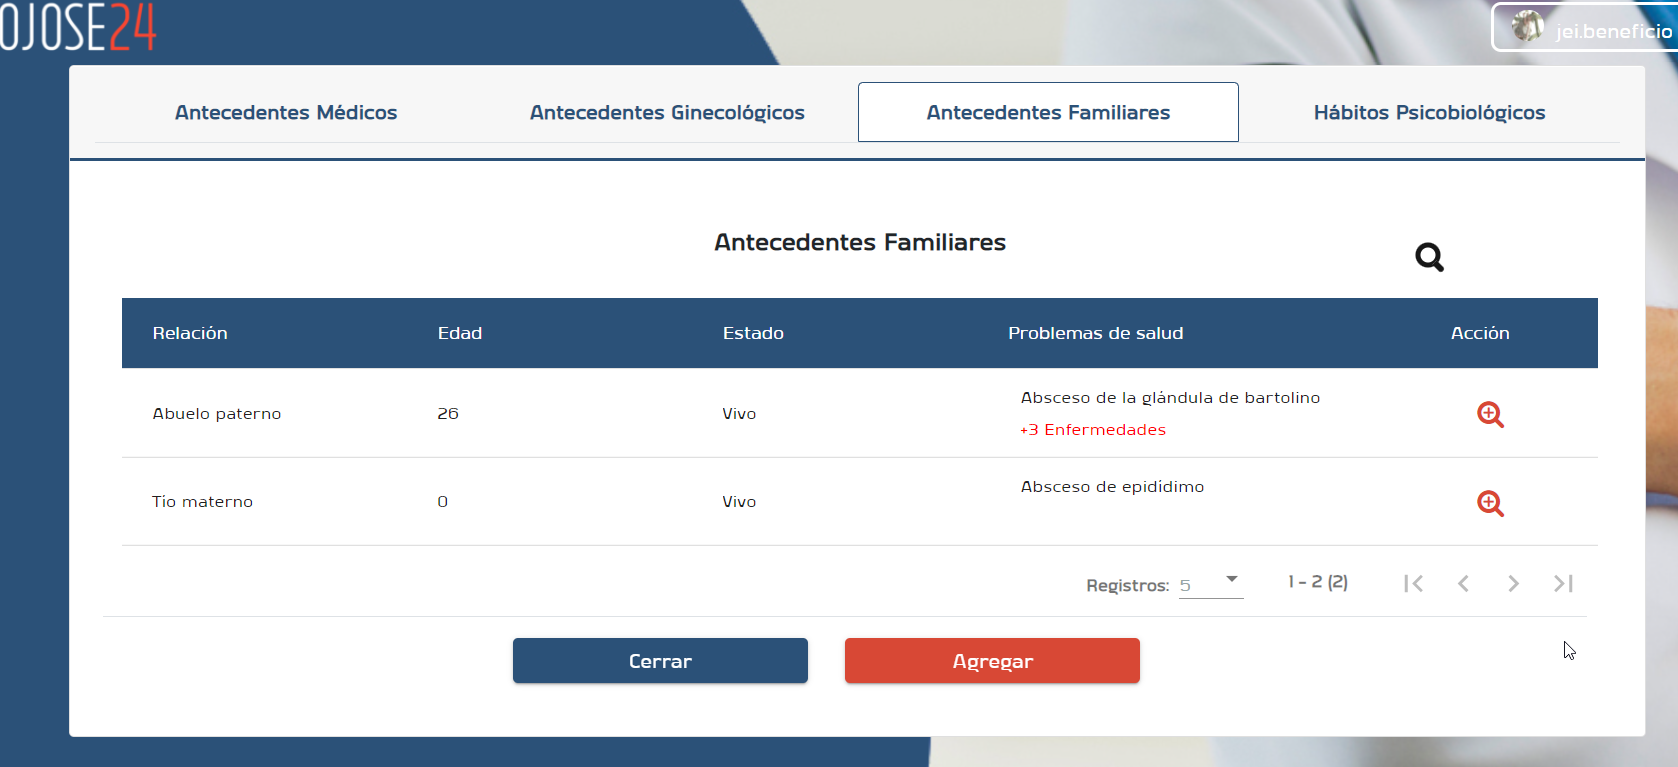 OJOSE24
jei.beneficio
Antecedentes Médicos
Antecedentes Ginecológicos
Antecedentes Familiares
Hábitos Psicobiológicos
Antecedentes Familiares
Relación Edad Estado Problemas de salud Acción
Abuelo paterno 26 Vivo Absceso de la glándula de bartolino
+3 Enfermedades
Tío materno 0 Vivo Absceso de epidídimo
Registros: 5 1 - 2 (2)
Cerrar
Agregar